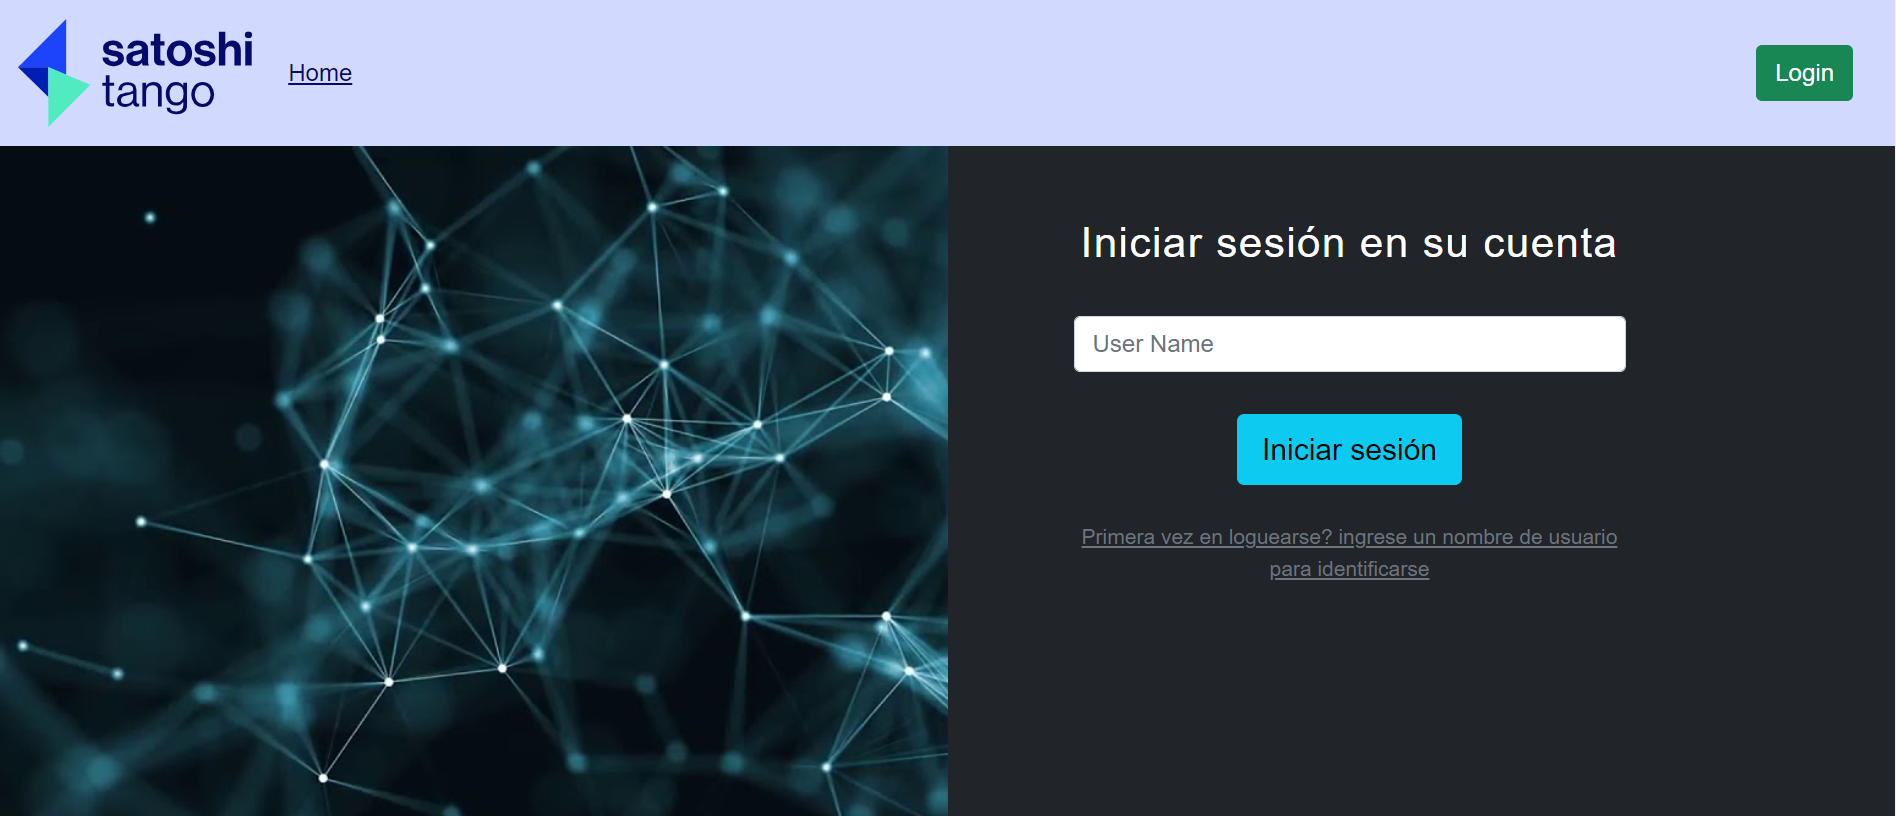 satoshi
tango
Home
Login
Iniciar sesión en su cuenta
User Name
Iniciar sesión
Primera vez en loguearse? ingrese un nombre de usuario
para identificarse